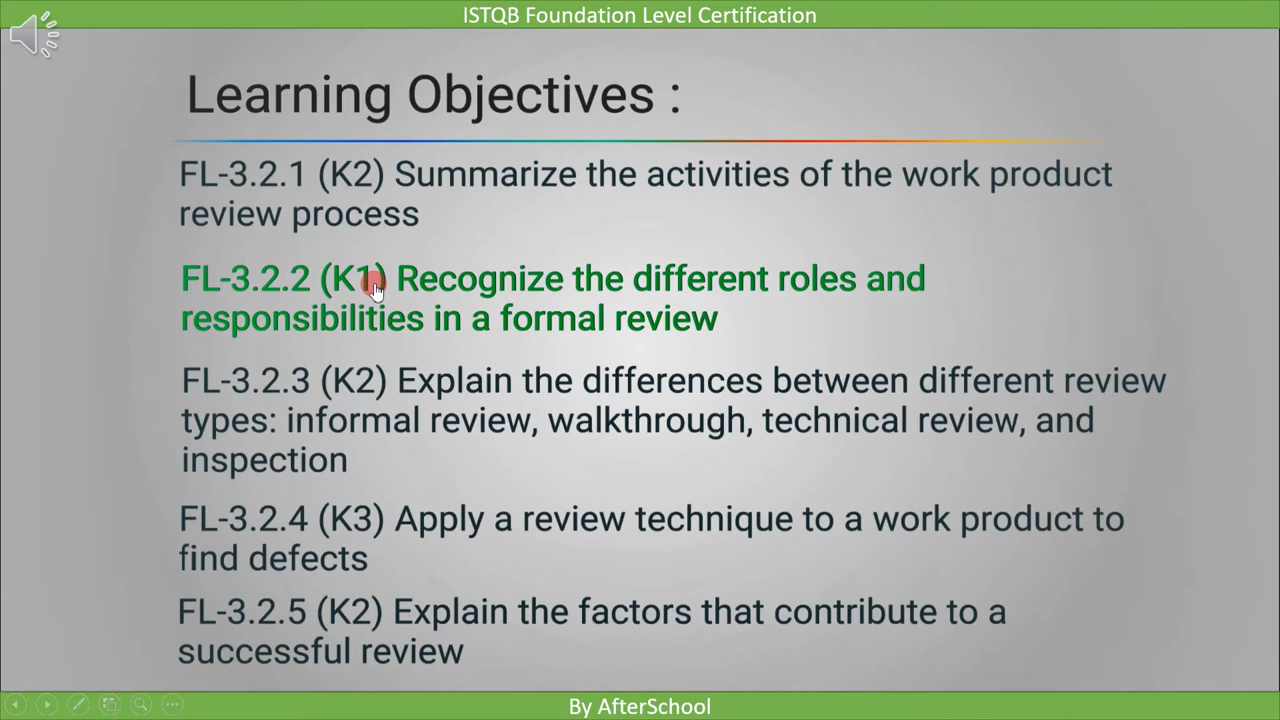 ISTQB Foundation Level Certification
Learning Objectives :
FL-3.2.1 (K2) Summarize the activities of the work product
review process
FL-3.2.2 (K1) Recognize the different roles and
responsibilities in a formal review
FL-3.2.3 (K2) Explain the differences between different review
types: informal review, walkthrough, technical review, and
inspection
FL-3.2.4 (K3) Apply a review technique to a work product to
find defects
FL-3.2.5 (K2) Explain the factors that contribute to a
successful review
By AfterSchool